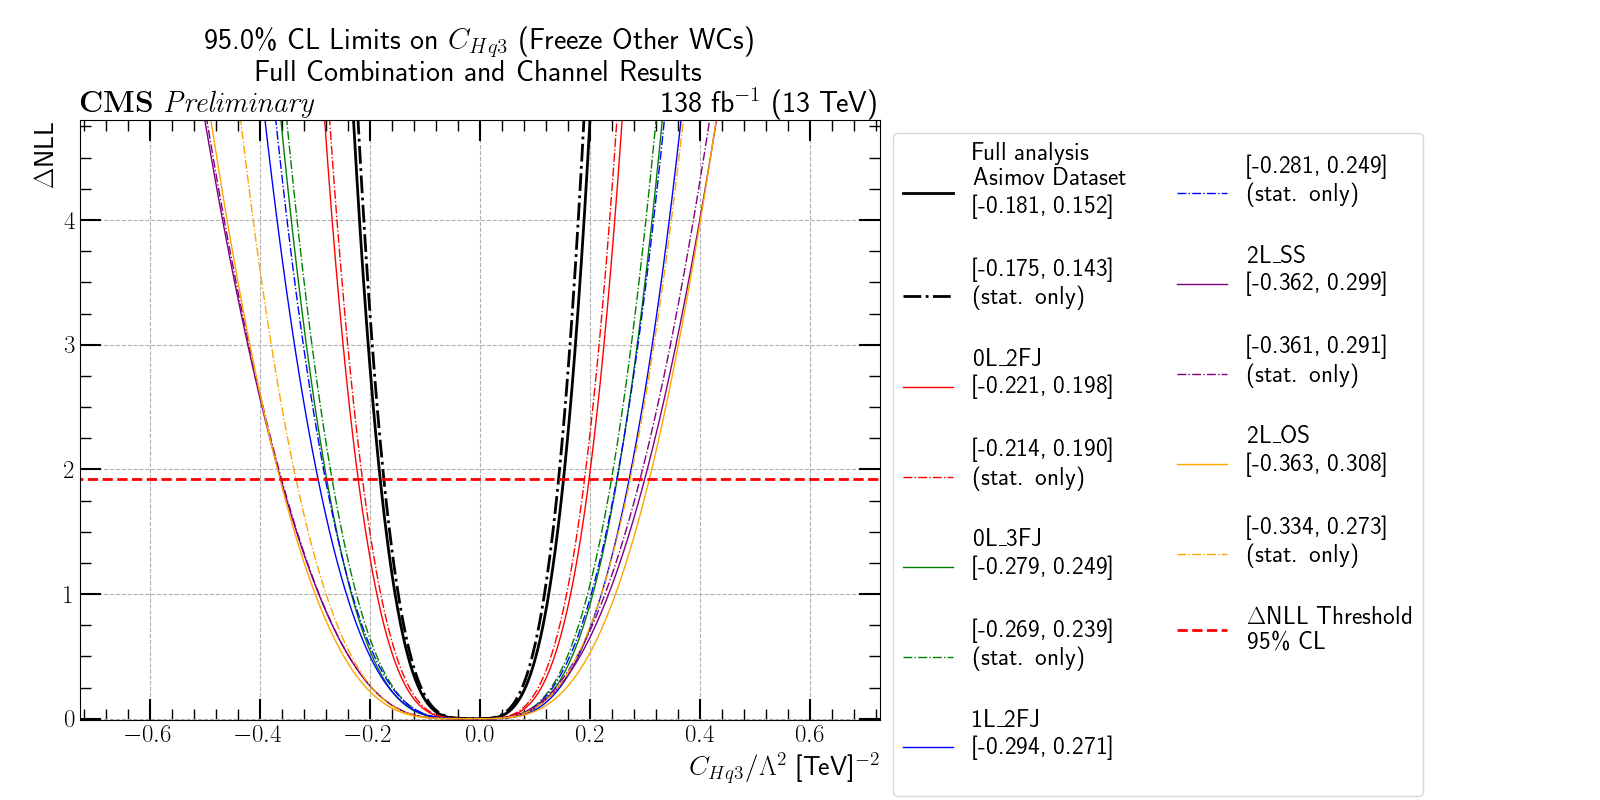 95.0% CL Limits on C_{Hq3} (Freeze Other WCs)
Full Combination and Channel Results
CMS Preliminary
138 fb⁻¹ (13 TeV)
ΔNLL
4
3
2
1
0
−0.6
−0.4
−0.2
0.0
0.2
0.4
0.6
C_{Hq3}/Λ² [TeV]⁻²
Full analysis
Asimov Dataset
[-0.181, 0.152]
[-0.175, 0.143]
(stat. only)
0L_2FJ
[-0.221, 0.198]
[-0.214, 0.190]
(stat. only)
0L_3FJ
[-0.279, 0.249]
[-0.269, 0.239]
(stat. only)
1L_2FJ
[-0.294, 0.271]
[-0.281, 0.249]
(stat. only)
2L_SS
[-0.362, 0.299]
[-0.361, 0.291]
(stat. only)
2L_OS
[-0.363, 0.308]
[-0.334, 0.273]
(stat. only)
ΔNLL Threshold
95% CL